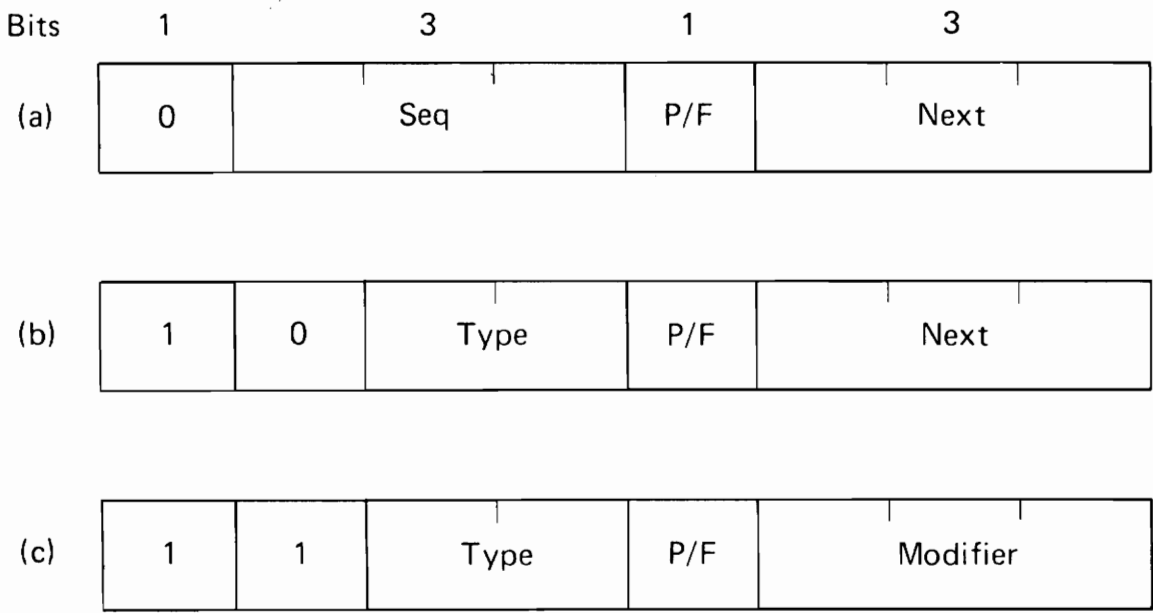 Bits 1 3 1 3
(a) 0 Seq P/F Next
(b) 1 0 Type P/F Next
(c) 1 1 Type P/F Modifier